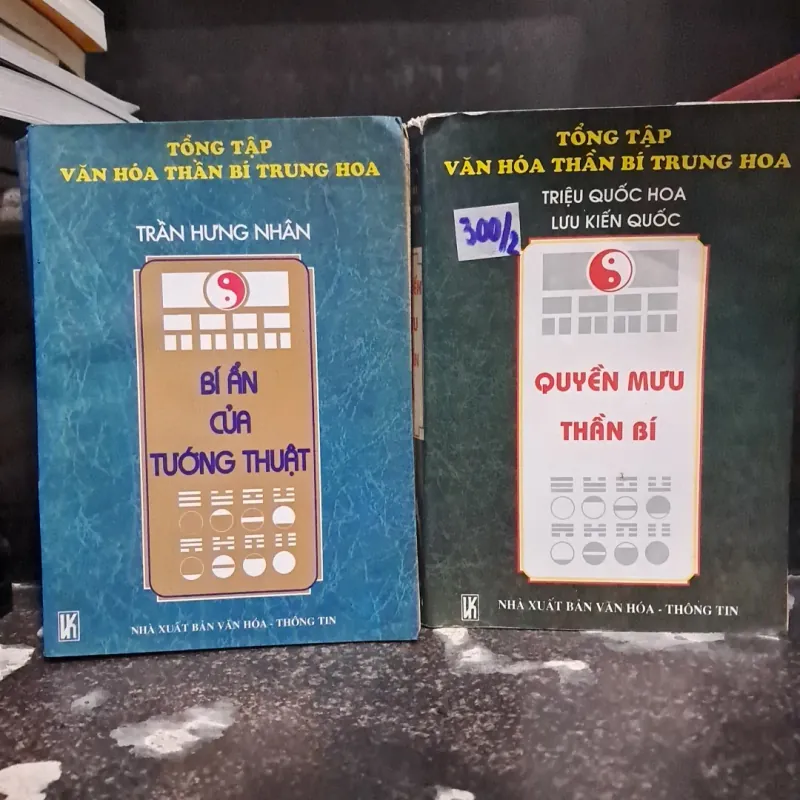 TỔNG TẬP
VĂN HÓA THẦN BÍ TRUNG HOA
TRẦN HƯNG NHÂN
BÍ ẨN
CỦA
TƯỚNG THUẬT
NHÀ XUẤT BẢN VĂN HÓA - THÔNG TIN
TỔNG TẬP
VĂN HÓA THẦN BÍ TRUNG HOA
TRIỆU QUỐC HOA
LƯU KIẾN QUỐC
300/2
QUYỀN MƯU
THẦN BÍ
NHÀ XUẤT BẢN VĂN HÓA - THÔNG TIN